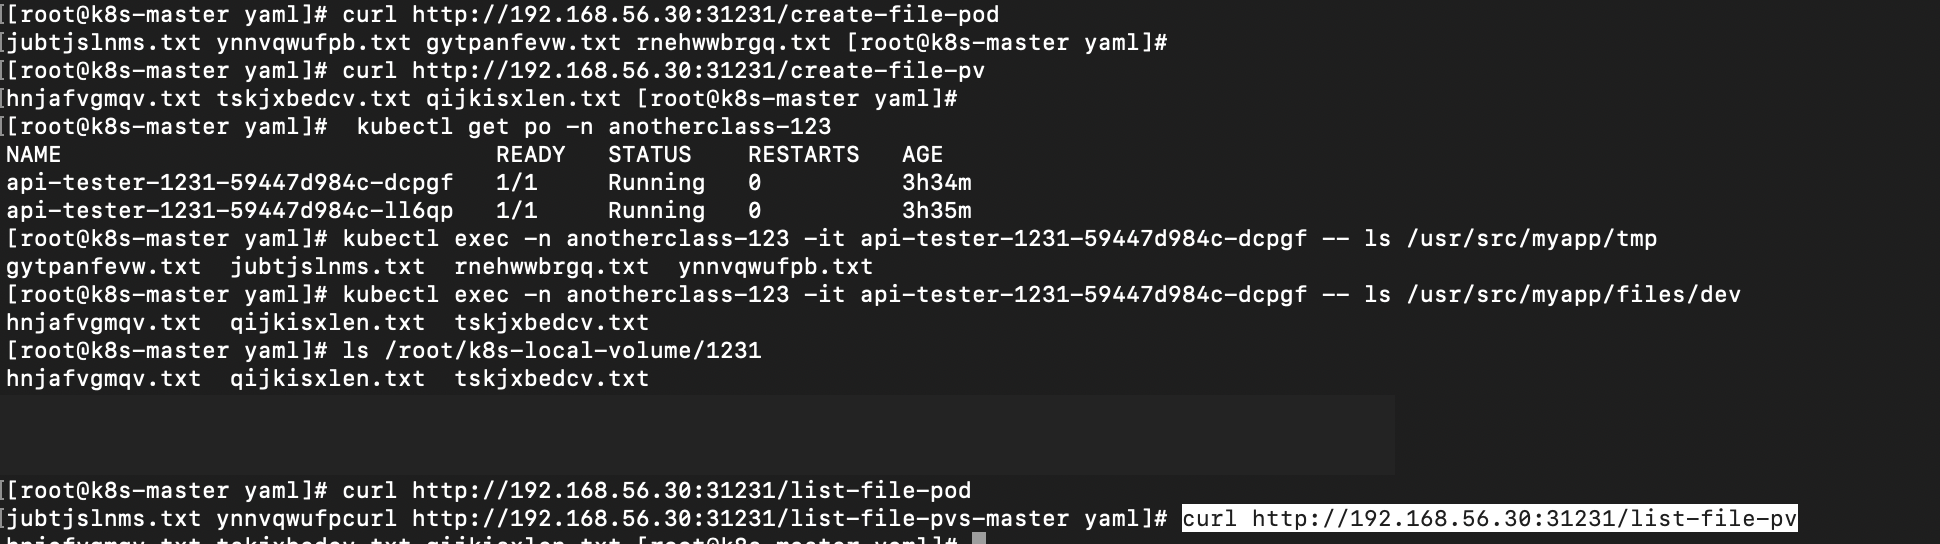 [[root@k8s-master yaml]# curl http://192.168.56.30:31231/create-file-pod
[jubtjslnms.txt ynnvqwufpb.txt gytpanfevw.txt rnehwwbrgq.txt [root@k8s-master yaml]#
[[root@k8s-master yaml]# curl http://192.168.56.30:31231/create-file-pv
[hnjafvgmqv.txt tskjxbedcv.txt qijkisxlen.txt [root@k8s-master yaml]#
[[root@k8s-master yaml]#  kubectl get po -n anotherclass-123
NAME                               READY   STATUS    RESTARTS   AGE
api-tester-1231-59447d984c-dcpgf   1/1     Running   0          3h34m
api-tester-1231-59447d984c-ll6qp   1/1     Running   0          3h35m
[root@k8s-master yaml]# kubectl exec -n anotherclass-123 -it api-tester-1231-59447d984c-dcpgf -- ls /usr/src/myapp/tmp
gytpanfevw.txt  jubtjslnms.txt  rnehwwbrgq.txt  ynnvqwufpb.txt
[root@k8s-master yaml]# kubectl exec -n anotherclass-123 -it api-tester-1231-59447d984c-dcpgf -- ls /usr/src/myapp/files/dev
hnjafvgmqv.txt  qijkisxlen.txt  tskjxbedcv.txt
[root@k8s-master yaml]# ls /root/k8s-local-volume/1231
hnjafvgmqv.txt  qijkisxlen.txt  tskjxbedcv.txt
[[root@k8s-master yaml]# curl http://192.168.56.30:31231/list-file-pod
[jubtjslnms.txt ynnvqwufpcurl http://192.168.56.30:31231/list-file-pvs-master yaml]# curl http://192.168.56.30:31231/list-file-pv
hnjafvgmqv.txt tskjxbedcv.txt qijkisxlen.txt [root@k8s-master yaml]#